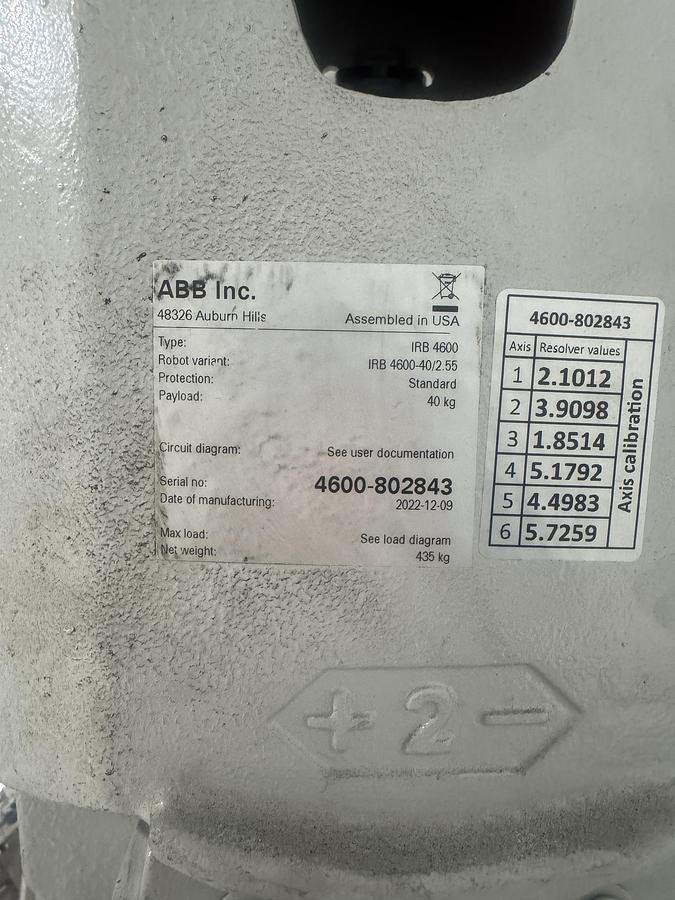 ABB Inc.
48326 Auburn Hills
Assembled in USA
Type: IRB 4600
Robot variant: IRB 4600-40/2.55
Protection: Standard
Payload: 40 kg
Circuit diagram: See user documentation
Serial no: 4600-802843
Date of manufacturing: 2022-12-09
Max load: See load diagram
Net weight: 435 kg
4600-802843
Axis Resolver values
1 2.1012
2 3.9098
3 1.8514
4 5.1792
5 4.4983
6 5.7259
Axis calibration
+ 2 -